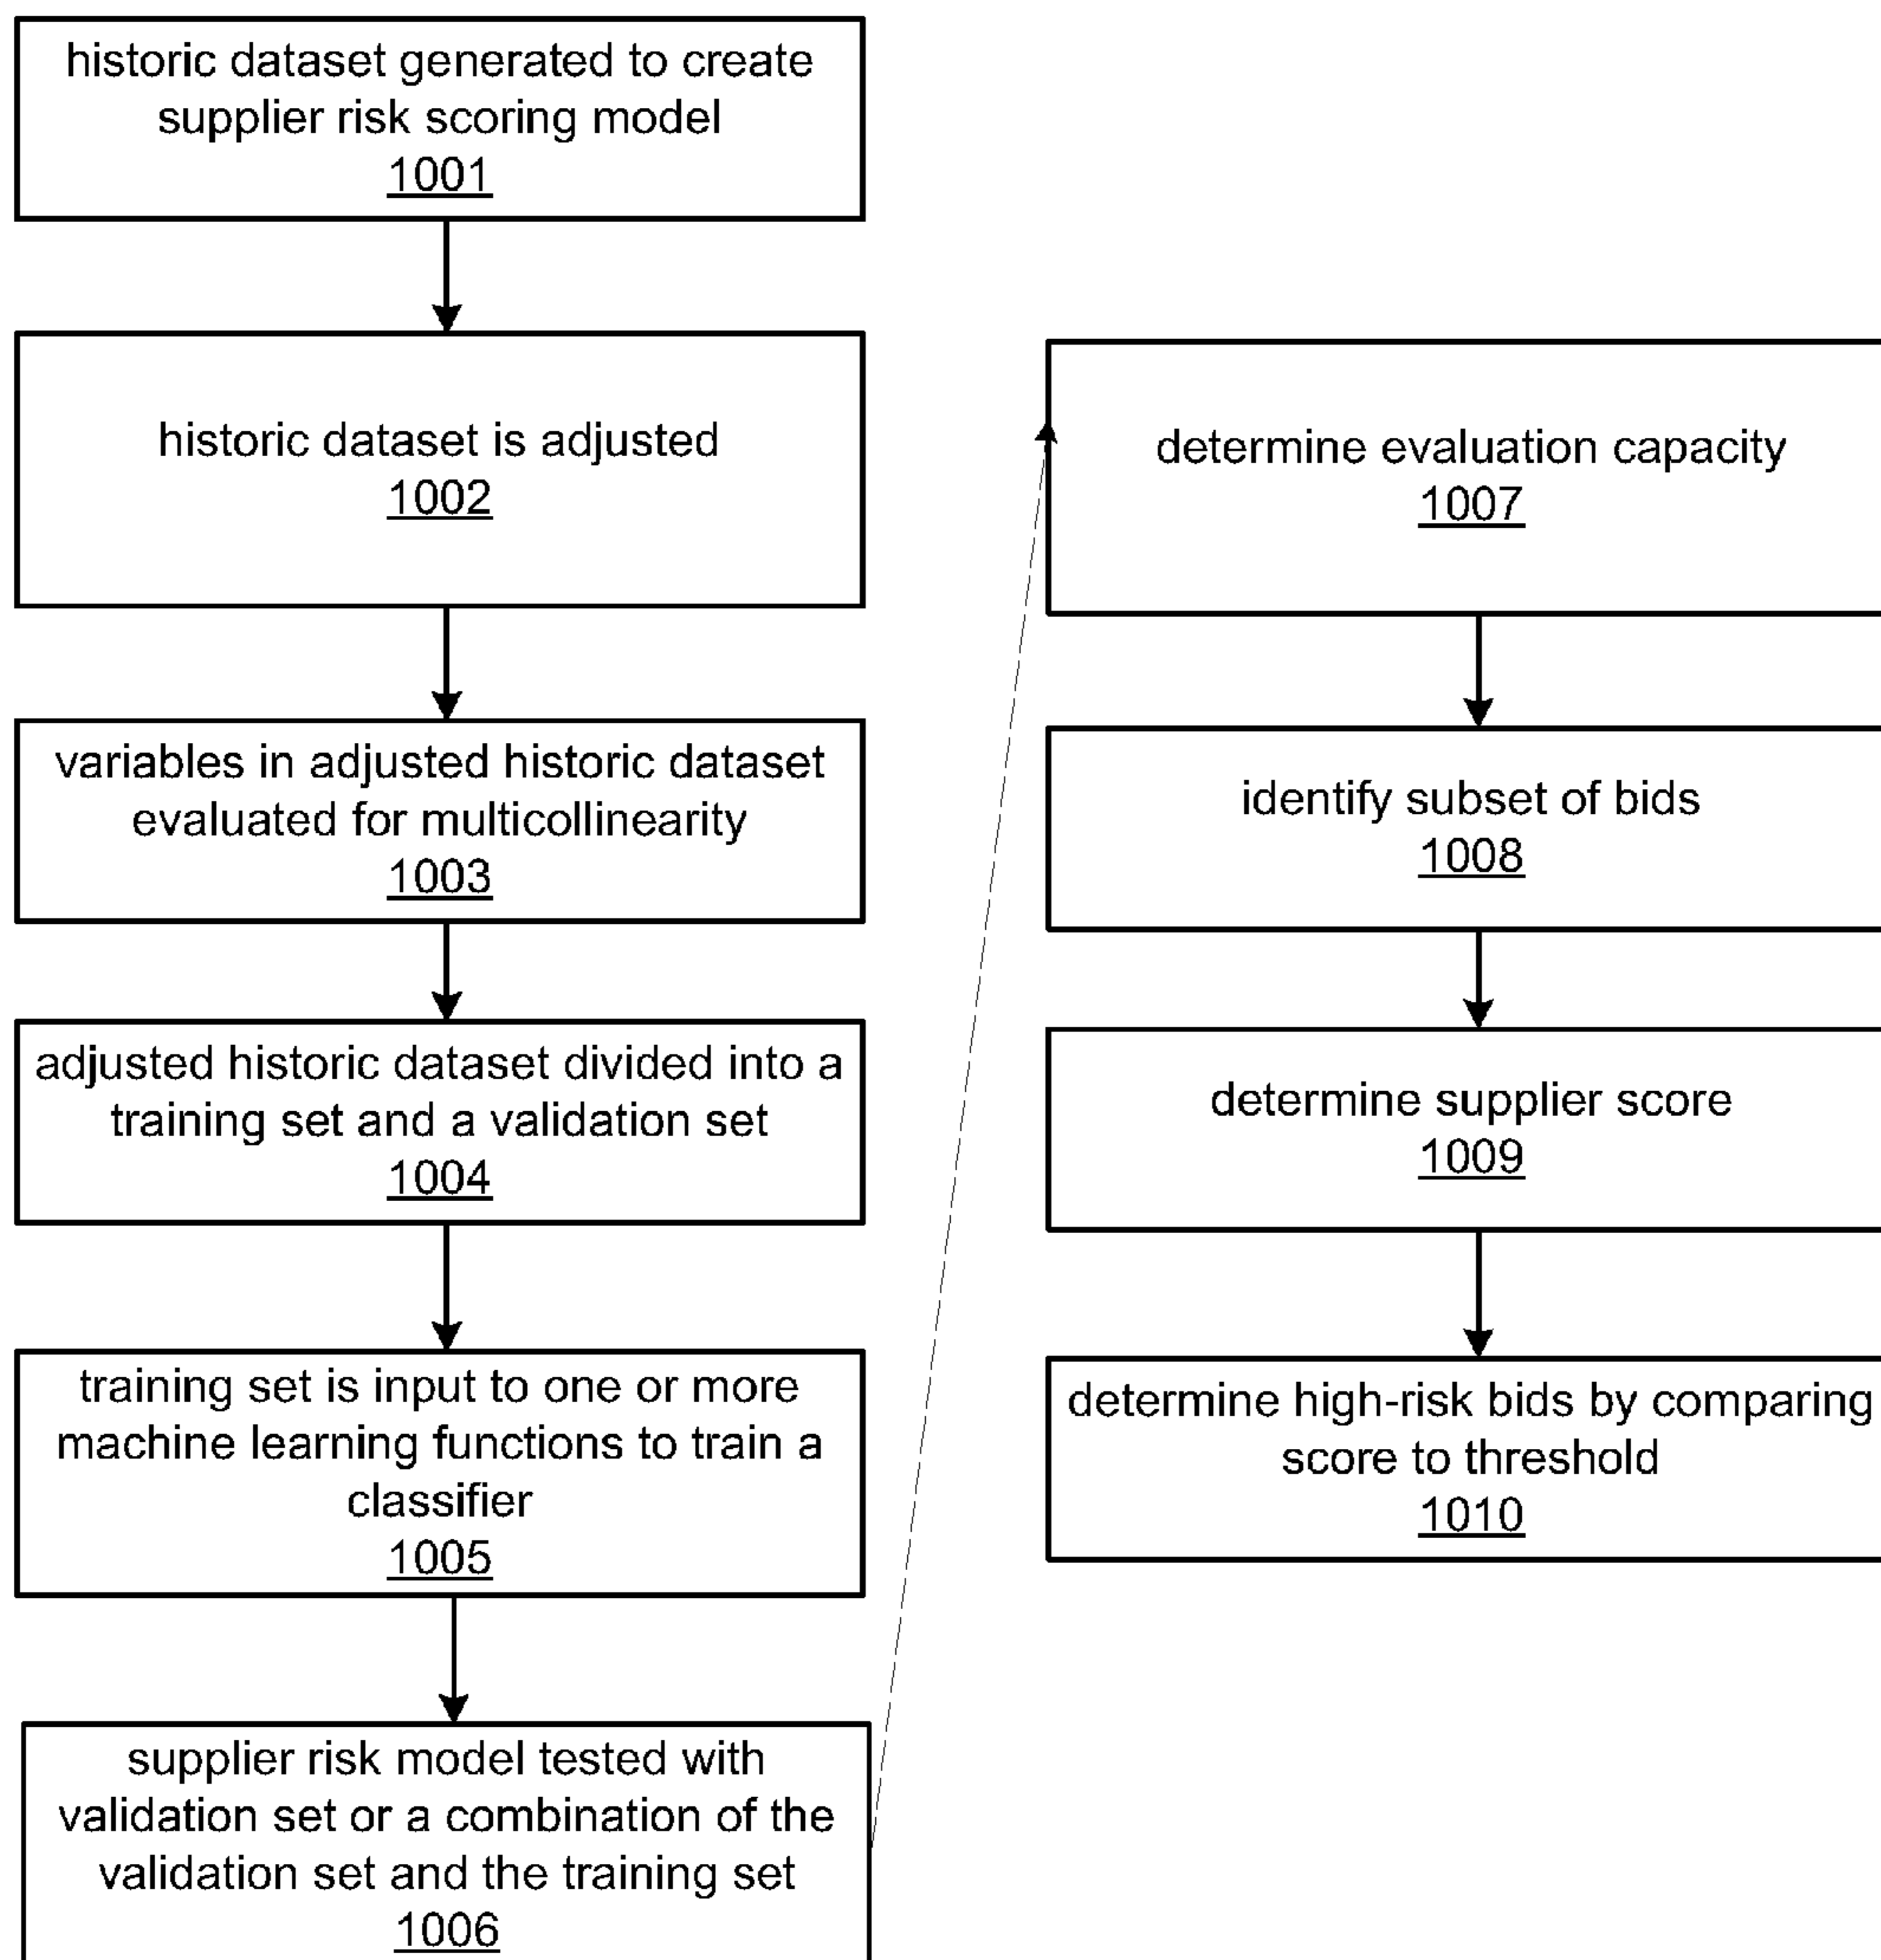 historic dataset generated to create
supplier risk scoring model
1001
historic dataset is adjusted
1002
variables in adjusted historic dataset
evaluated for multicollinearity
1003
adjusted historic dataset divided into a
training set and a validation set
1004
training set is input to one or more
machine learning functions to train a
classifier
1005
supplier risk model tested with
validation set or a combination of the
validation set and the training set
1006
determine evaluation capacity
1007
identify subset of bids
1008
determine supplier score
1009
determine high-risk bids by comparing
score to threshold
1010